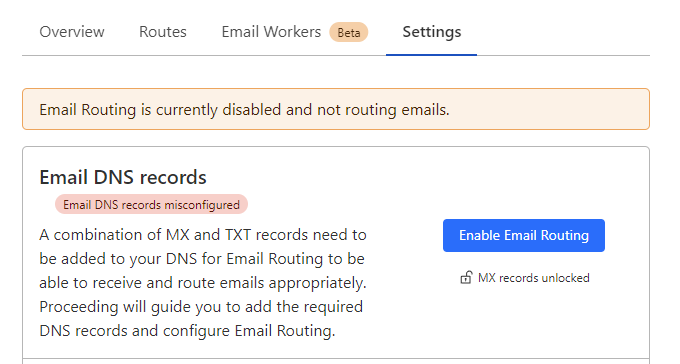 Overview Routes Email Workers Beta Settings
Email Routing is currently disabled and not routing emails.
Email DNS records
Email DNS records misconfigured
A combination of MX and TXT records need to
be added to your DNS for Email Routing to be
able to receive and route emails appropriately.
Proceeding will guide you to add the required
DNS records and configure Email Routing.
Enable Email Routing
MX records unlocked